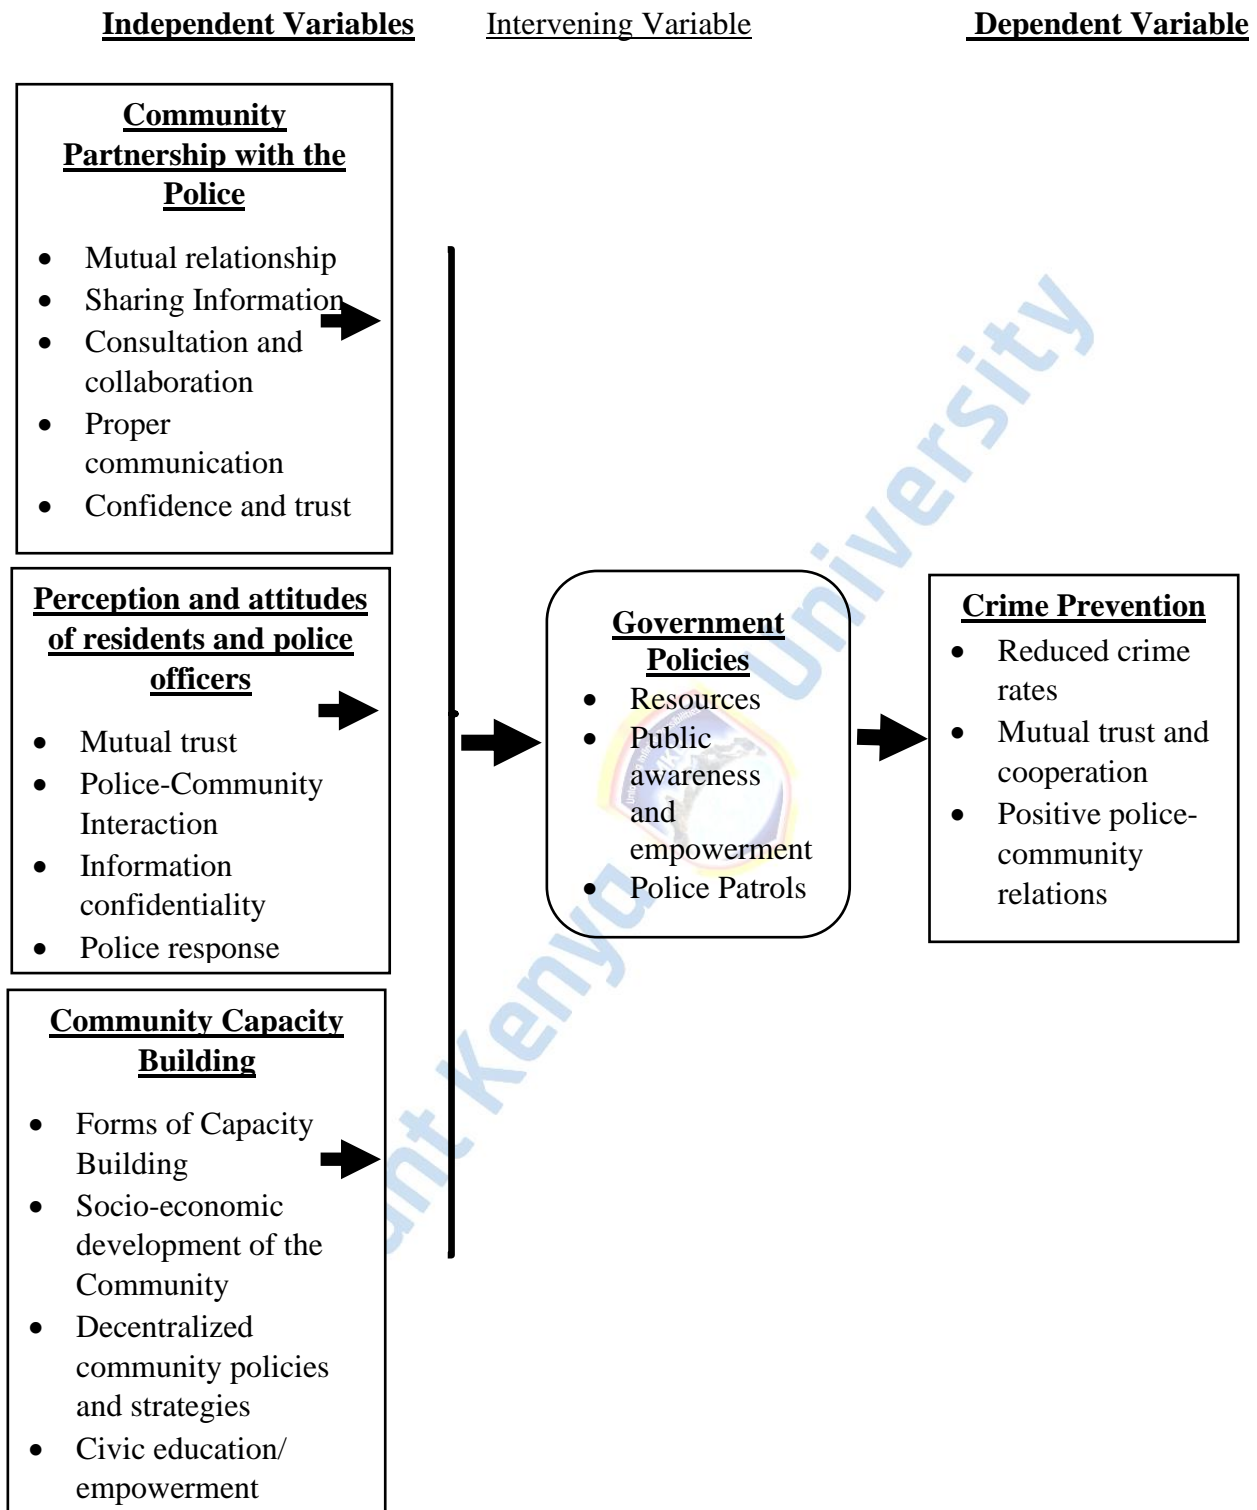 Independent Variables Intervening Variable Dependent Variable
Community
Partnership with the
Police
• Mutual relationship
• Sharing Information
• Consultation and
collaboration
• Proper
communication
• Confidence and trust
Perception and attitudes
of residents and police
officers
• Mutual trust
• Police-Community
Interaction
• Information
confidentiality
• Police response
Community Capacity
Building
• Forms of Capacity
Building
• Socio-economic
development of the
Community
• Decentralized
community policies
and strategies
• Civic education/
empowerment
Government
Policies
• Resources
• Public
awareness
and
empowerment
• Police Patrols
Crime Prevention
• Reduced crime
rates
• Mutual trust and
cooperation
• Positive police-
community
relations
Kenya University